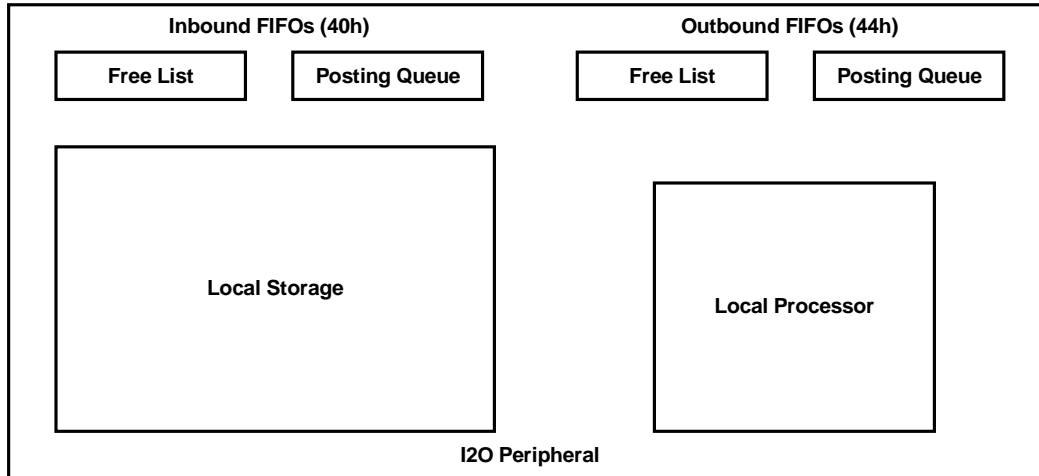 Inbound FIFOs (40h)
Outbound FIFOs (44h)
Free List
Posting Queue
Free List
Posting Queue
Local Storage
Local Processor
I2O Peripheral